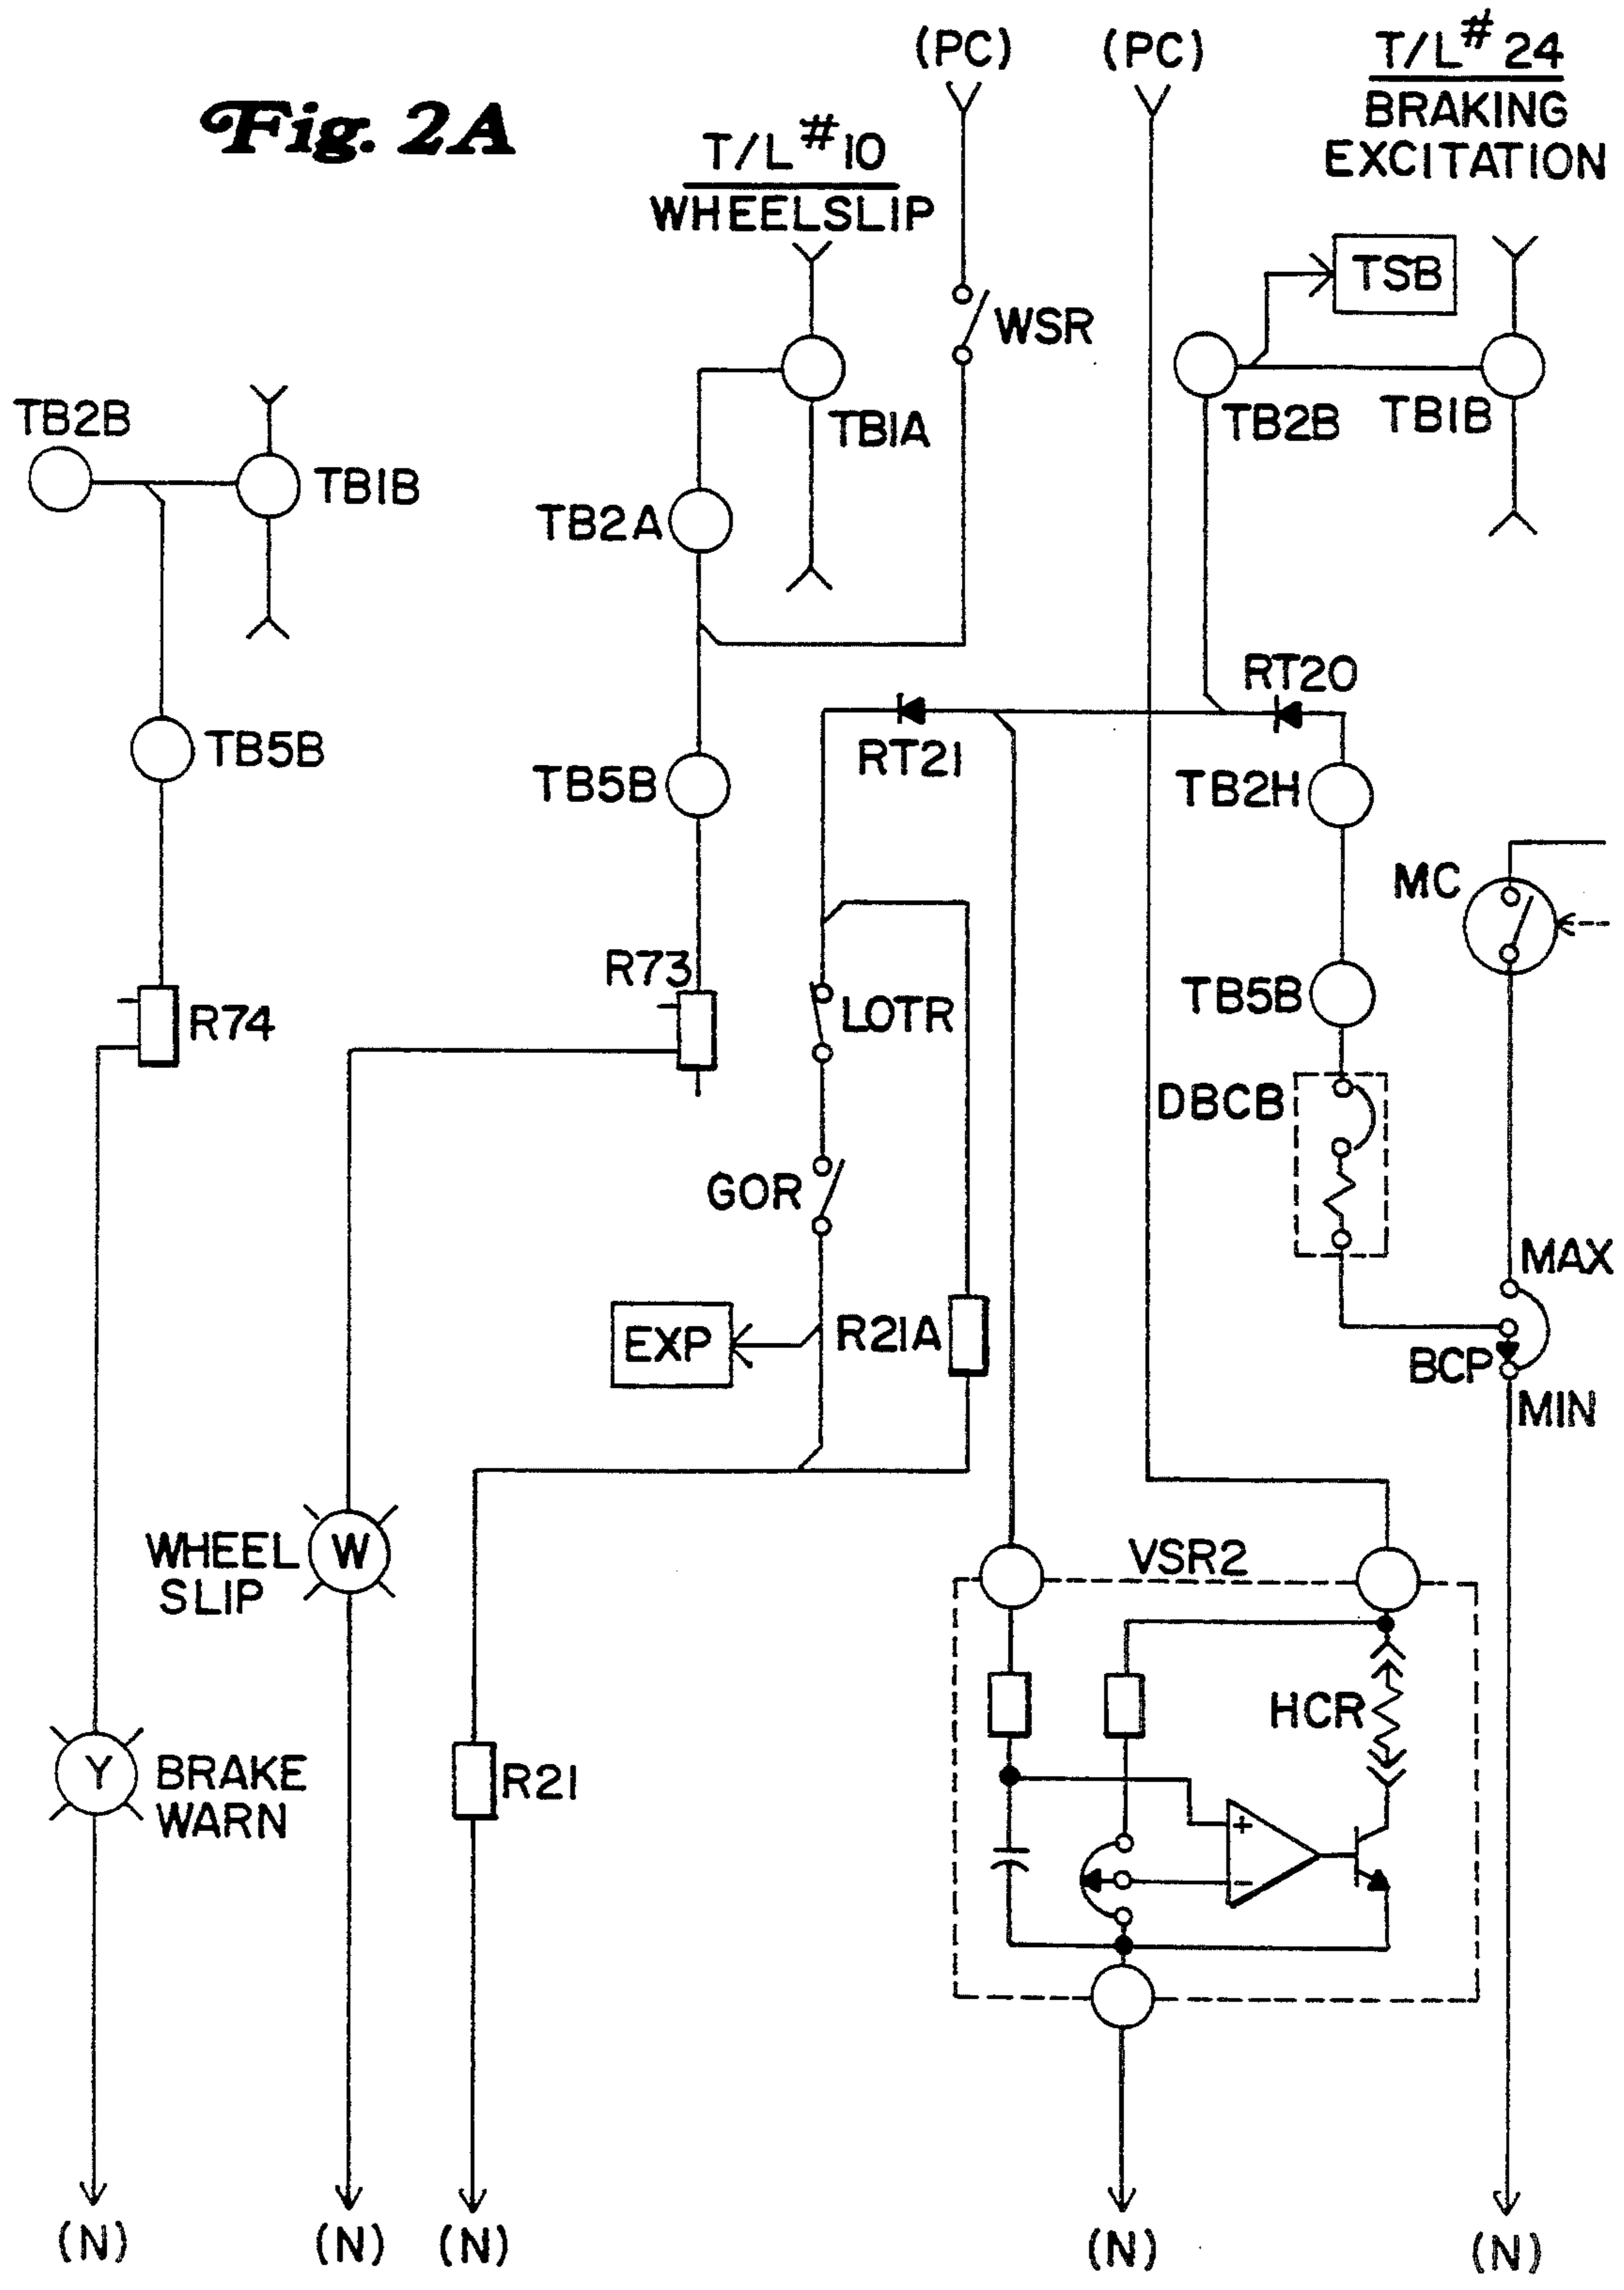 Fig. 2A
(PC)
(PC)
T/L# 24
BRAKING
EXCITATION
T/L# 10
WHEELSLIP
TSB
WSR
TB2B
TB1B
TB1A
TB2B
TB1B
TB2A
RT20
RT21
TB5B
TB5B
TB2H
MC
R73
TB5B
R74
LOTR
DBCB
GOR
MAX
EXP
R21A
BCP
MIN
WHEEL
SLIP
W
VSR2
HCR
Y
BRAKE
WARN
R21
+
−
(N)
(N)
(N)
(N)
(N)